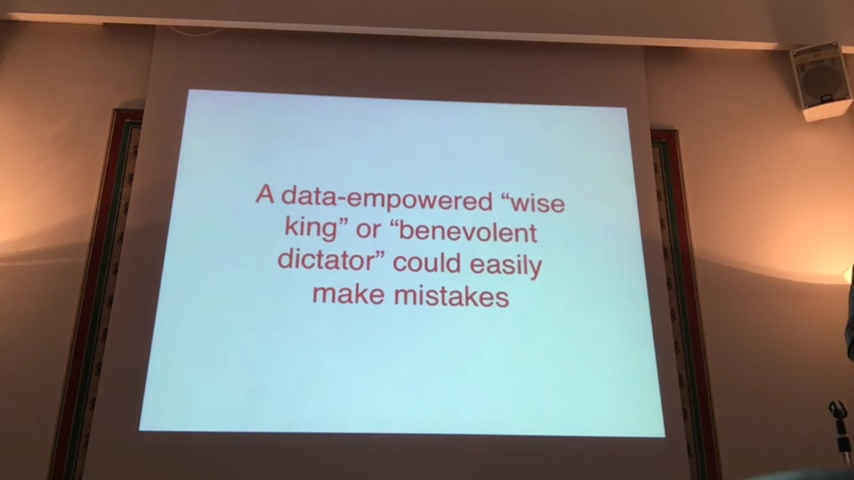 A data-empowered “wise
king” or “benevolent
dictator” could easily
make mistakes